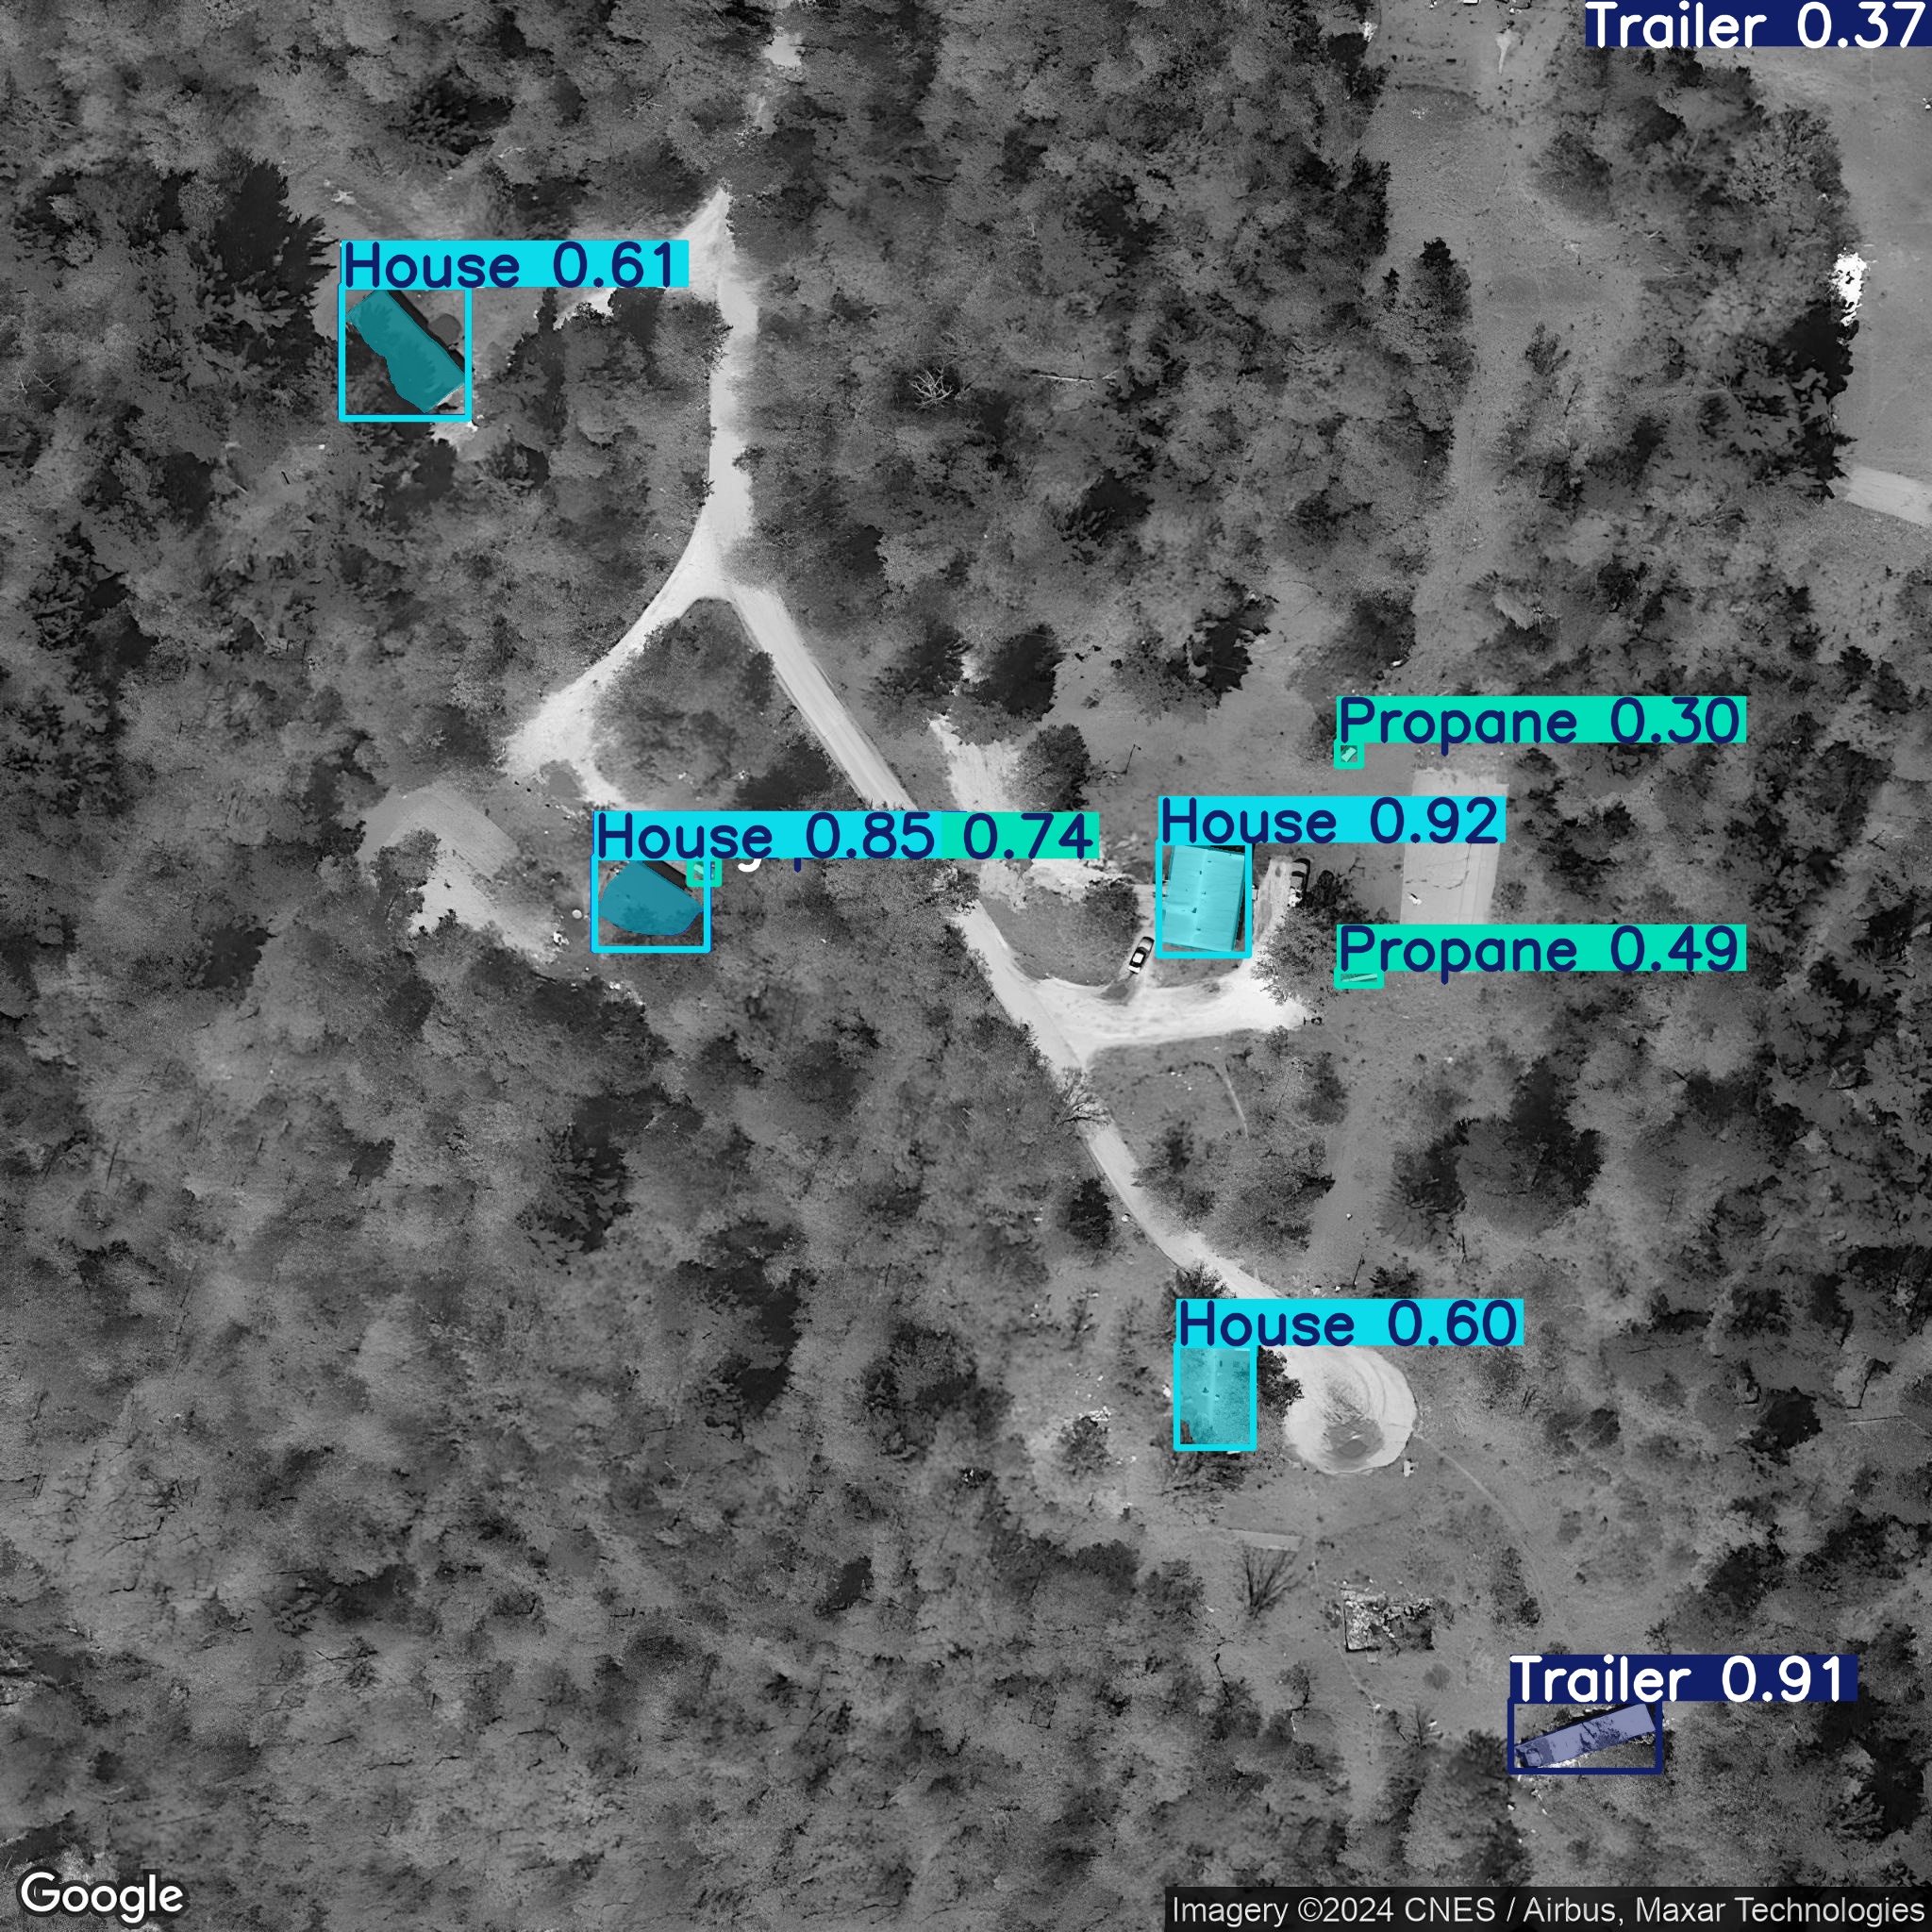 Trailer 0.37
House 0.61
Propane 0.30
House 0.92
House 0.85 0.74
Propane 0.49
House 0.60
Trailer 0.91
Google
Imagery ©2024 CNES / Airbus, Maxar Technologies